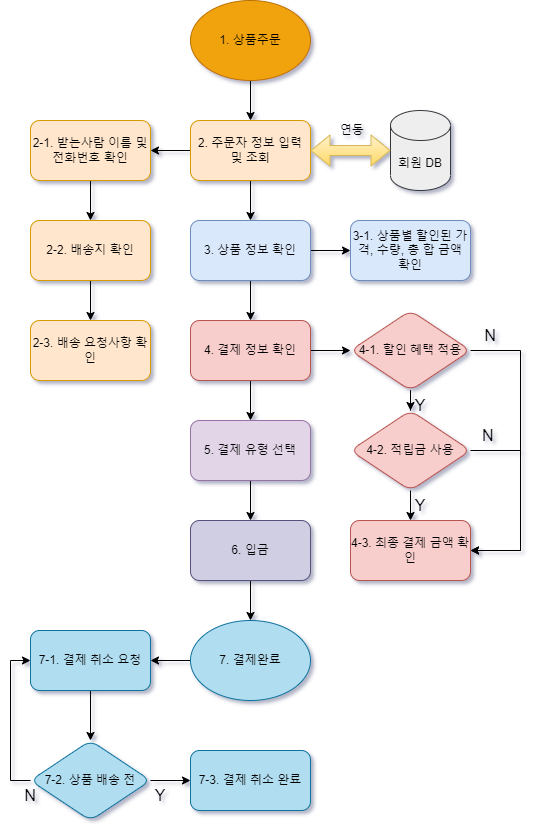 1. 상품주문
2-1. 받는사람 이름 및
전화번호 확인
2. 주문자 정보 입력
및 조회
연동
회원 DB
2-2. 배송지 확인
3. 상품 정보 확인
3-1. 상품별 할인된 가
격, 수량, 총 합 금액
확인
2-3. 배송 요청사항 확
인
4. 결제 정보 확인
4-1. 할인 혜택 적용
N
Y
5. 결제 유형 선택
4-2. 적립금 사용
N
Y
6. 입금
4-3. 최종 결제 금액 확
인
7-1. 결제 취소 요청
7. 결제완료
7-2. 상품 배송 전
N
Y
7-3. 결제 취소 완료